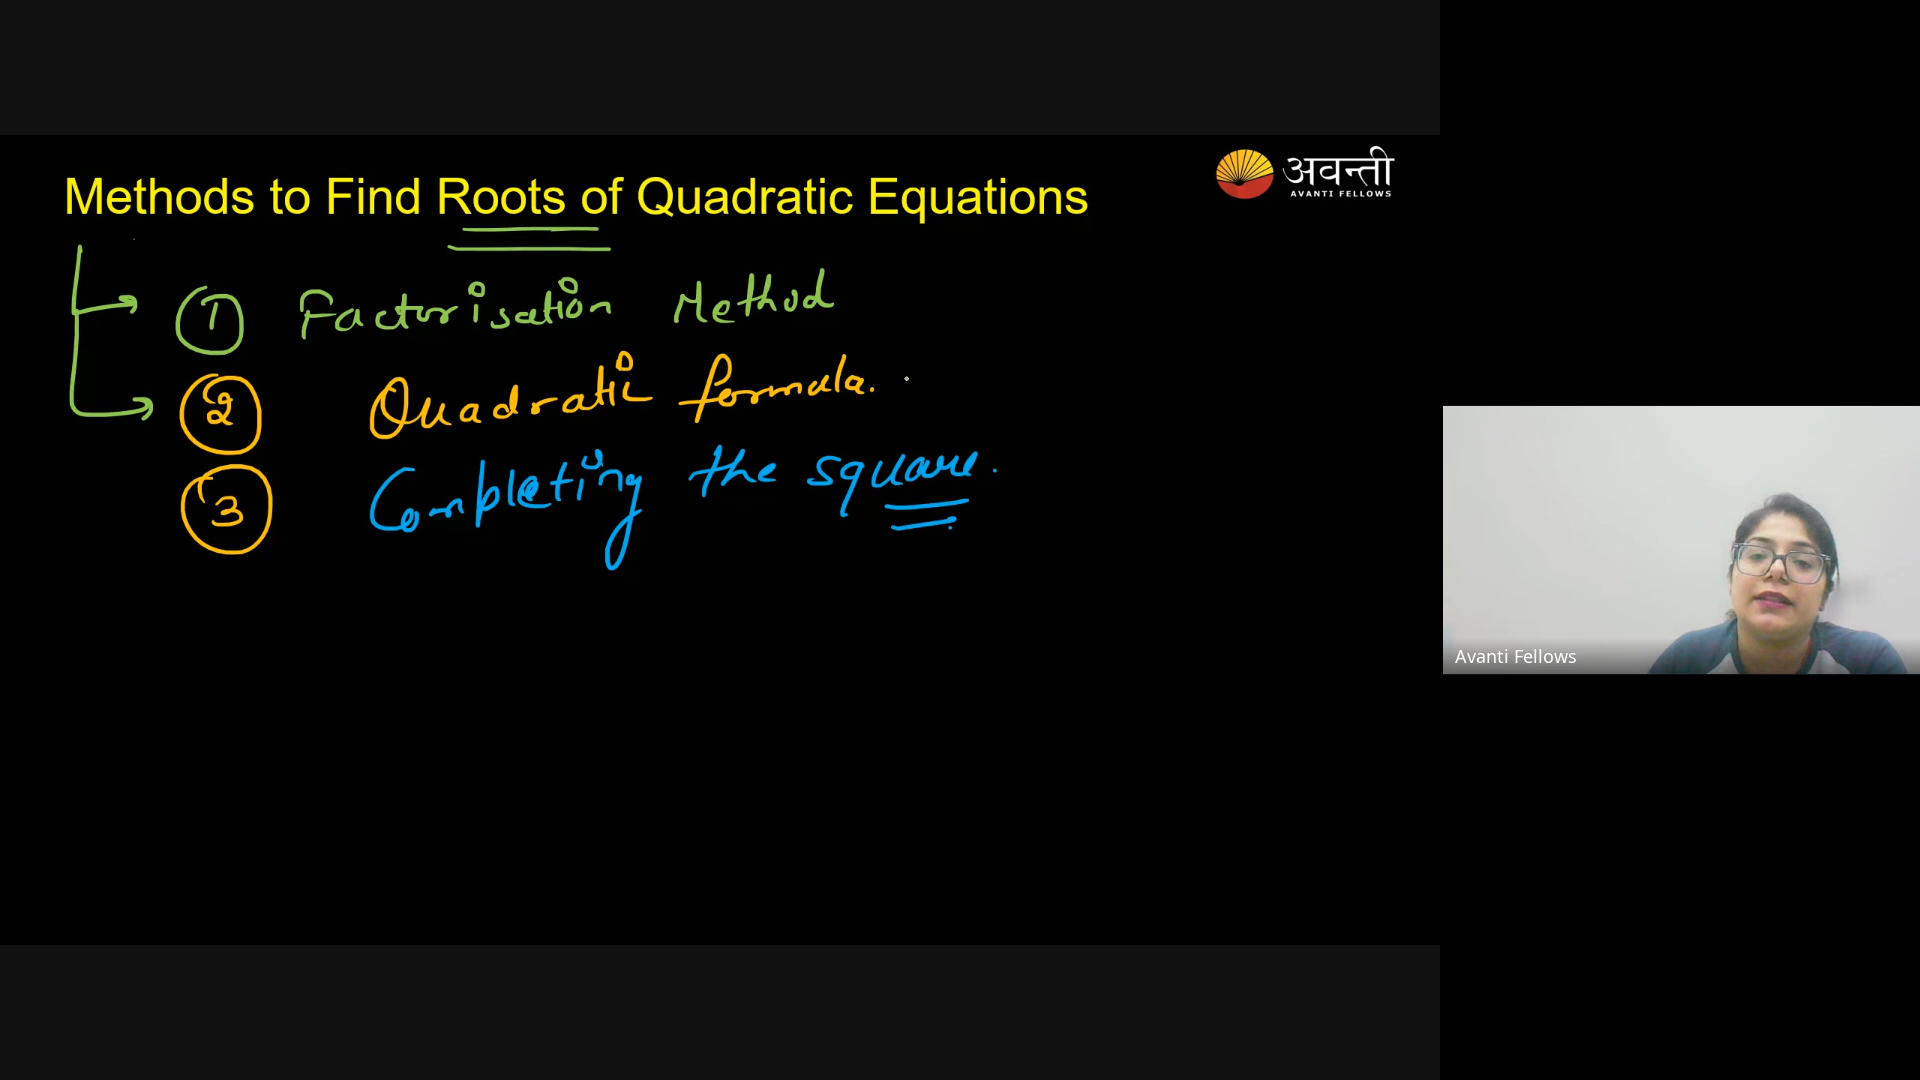 Methods to Find Roots of Quadratic Equations
अवन्ती
AVANTI FELLOWS
1 Factorisation Method
2 Quadratic formula.
3 Completing the square.
Avanti Fellows